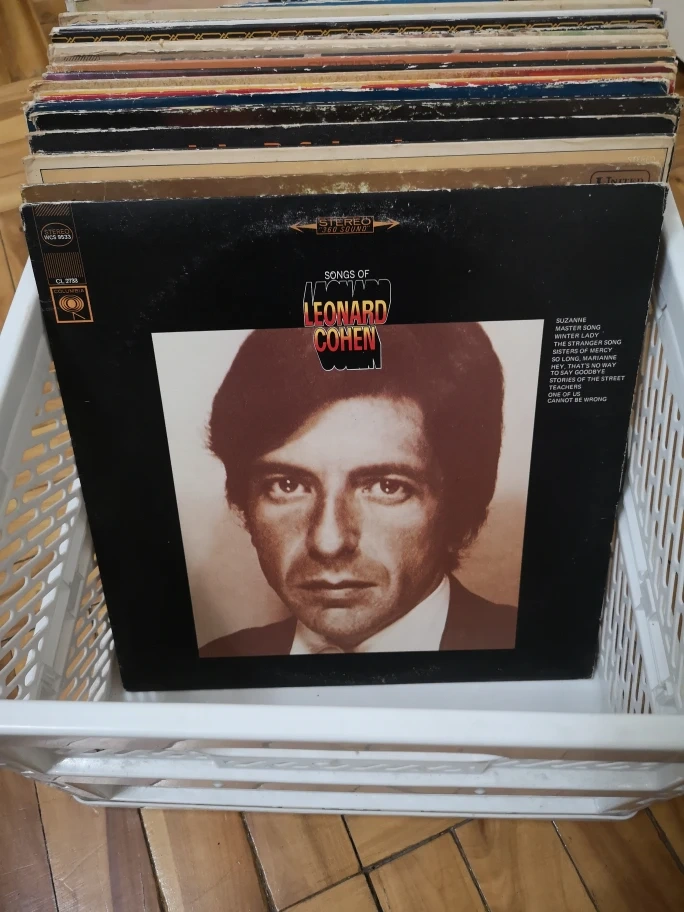 STEREO
WCS 9533
CL 2733
COLUMBIA
STEREO
"360 SOUND"
SONGS OF
LEONARD
COHEN
SUZANNE
MASTER SONG
WINTER LADY
THE STRANGER SONG
SISTERS OF MERCY
SO LONG, MARIANNE
HEY, THAT'S NO WAY
TO SAY GOODBYE
STORIES OF THE STREET
TEACHERS
ONE OF US
CANNOT BE WRONG